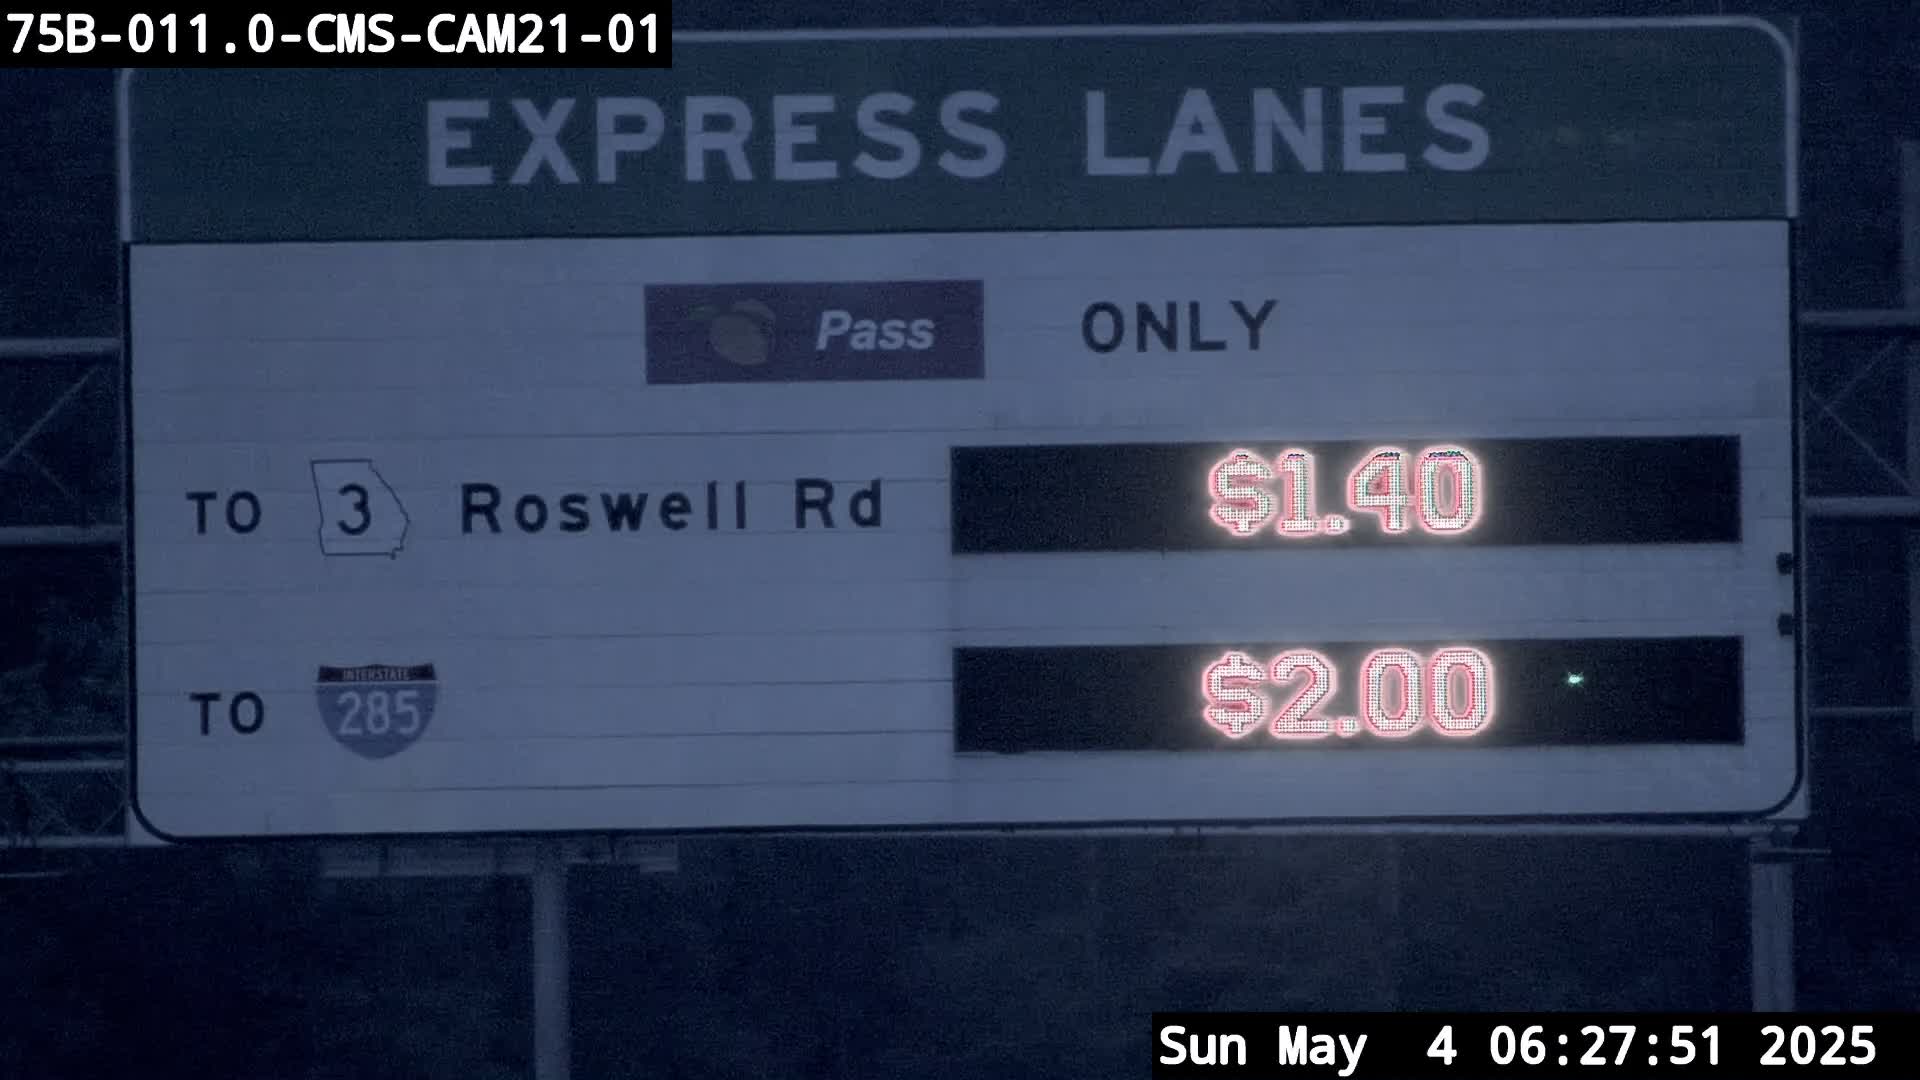 75B-011.0-CMS-CAM21-01
EXPRESS LANES
Pass ONLY
TO 3 Roswell Rd $1.40
INTERSTATE
TO 285 $2.00
Sun May 4 06:27:51 2025